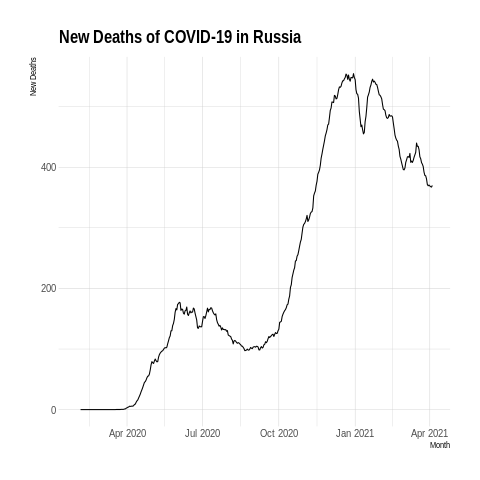 New Deaths of COVID-19 in Russia
New Deaths
400
200
0
Apr 2020 Jul 2020 Oct 2020 Jan 2021 Apr 2021
Month